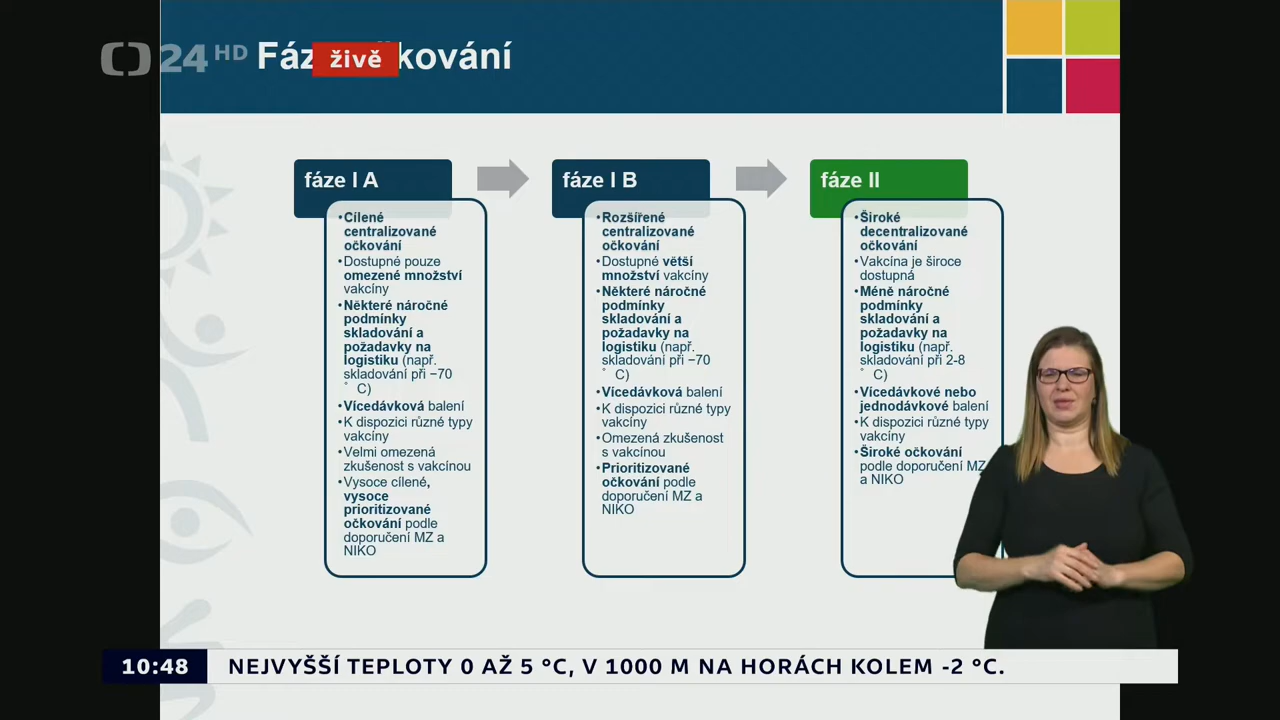 24 HD
živě
Fáz kování
fáze I A
•Cílené
centralizované
očkování
•Dostupné pouze
omezené množství
vakcíny
•Některé náročné
podmínky
skladování a
požadavky na
logistiku (např.
skladování při −70
° C)
•Vícedávková balení
•K dispozici různé typy
vakcíny
•Velmi omezená
zkušenost s vakcínou
•Vysoce cílené,
vysoce
prioritizované
očkování podle
doporučení MZ a
NIKO
fáze I B
•Rozšířené
centralizované
očkování
•Dostupné větší
množství vakcíny
•Některé náročné
podmínky
skladování a
požadavky na
logistiku (např.
skladování při −70
° C)
•Vícedávková balení
•K dispozici různé typy
vakcíny
•Omezená zkušenost
s vakcínou
•Prioritizované
očkování podle
doporučení MZ a
NIKO
fáze II
•Široké
decentralizované
očkování
•Vakcína je široce
dostupná
•Méně náročné
podmínky
skladování a
požadavky na
logistiku (např.
skladování při 2-8
° C)
•Vícedávkové nebo
jednodávkové balení
•K dispozici různé typy
vakcíny
•Široké očkování
podle doporučení MZ
a NIKO
10:48 NEJVYŠŠÍ TEPLOTY 0 AŽ 5 °C, V 1000 M NA HORÁCH KOLEM -2 °C.